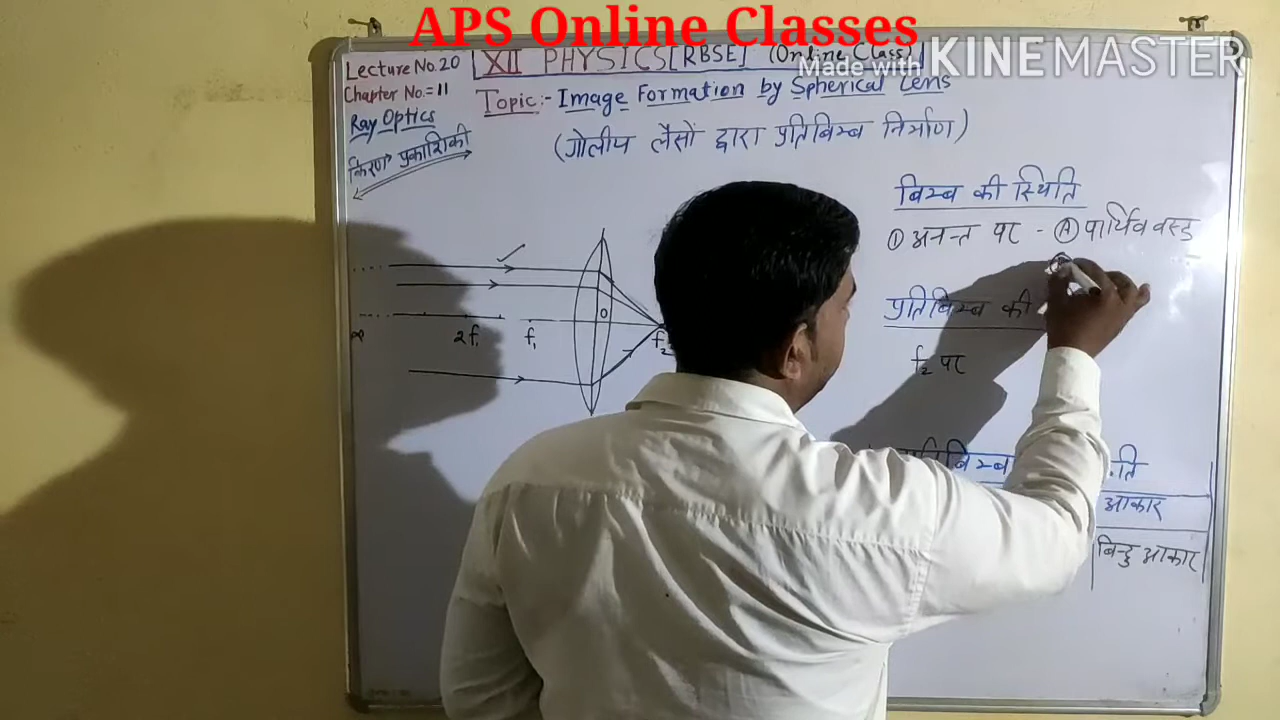 APS Online Classes
Made with KINEMASTER
Lecture No.20
Chapter No.= 11
Ray Optics
किरण प्रकाशिकी
XII PHYSICS[RBSE] (Online Class)
Topic:- Image Formation by Spherical Lens
(गोलीय लैंसों द्वारा प्रतिबिम्ब निर्माण)
बिम्ब की स्थिति
① अनन्त पर - Ⓐ पार्थिव वस्तु
प्रतिबिम्ब की
f₂ पर
∞ 2f₁ f₁ O f₂
आकार
बिन्दु आकार